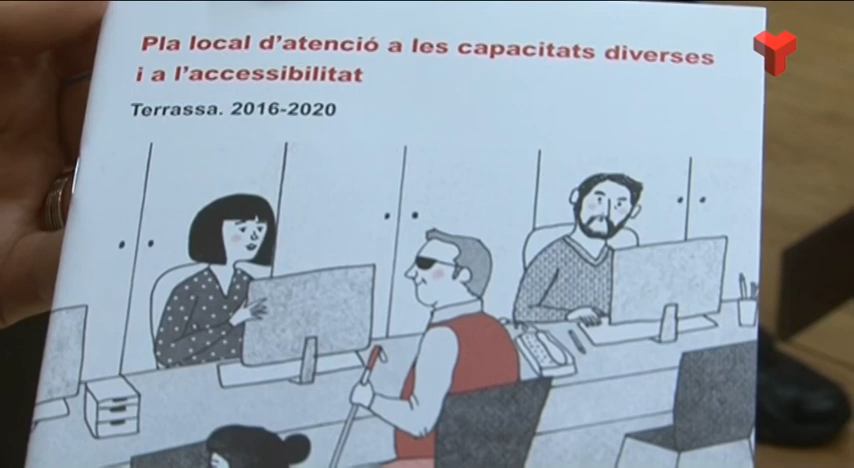 Pla local d'atenció a les capacitats diverses
i a l'accessibilitat
Terrassa. 2016-2020